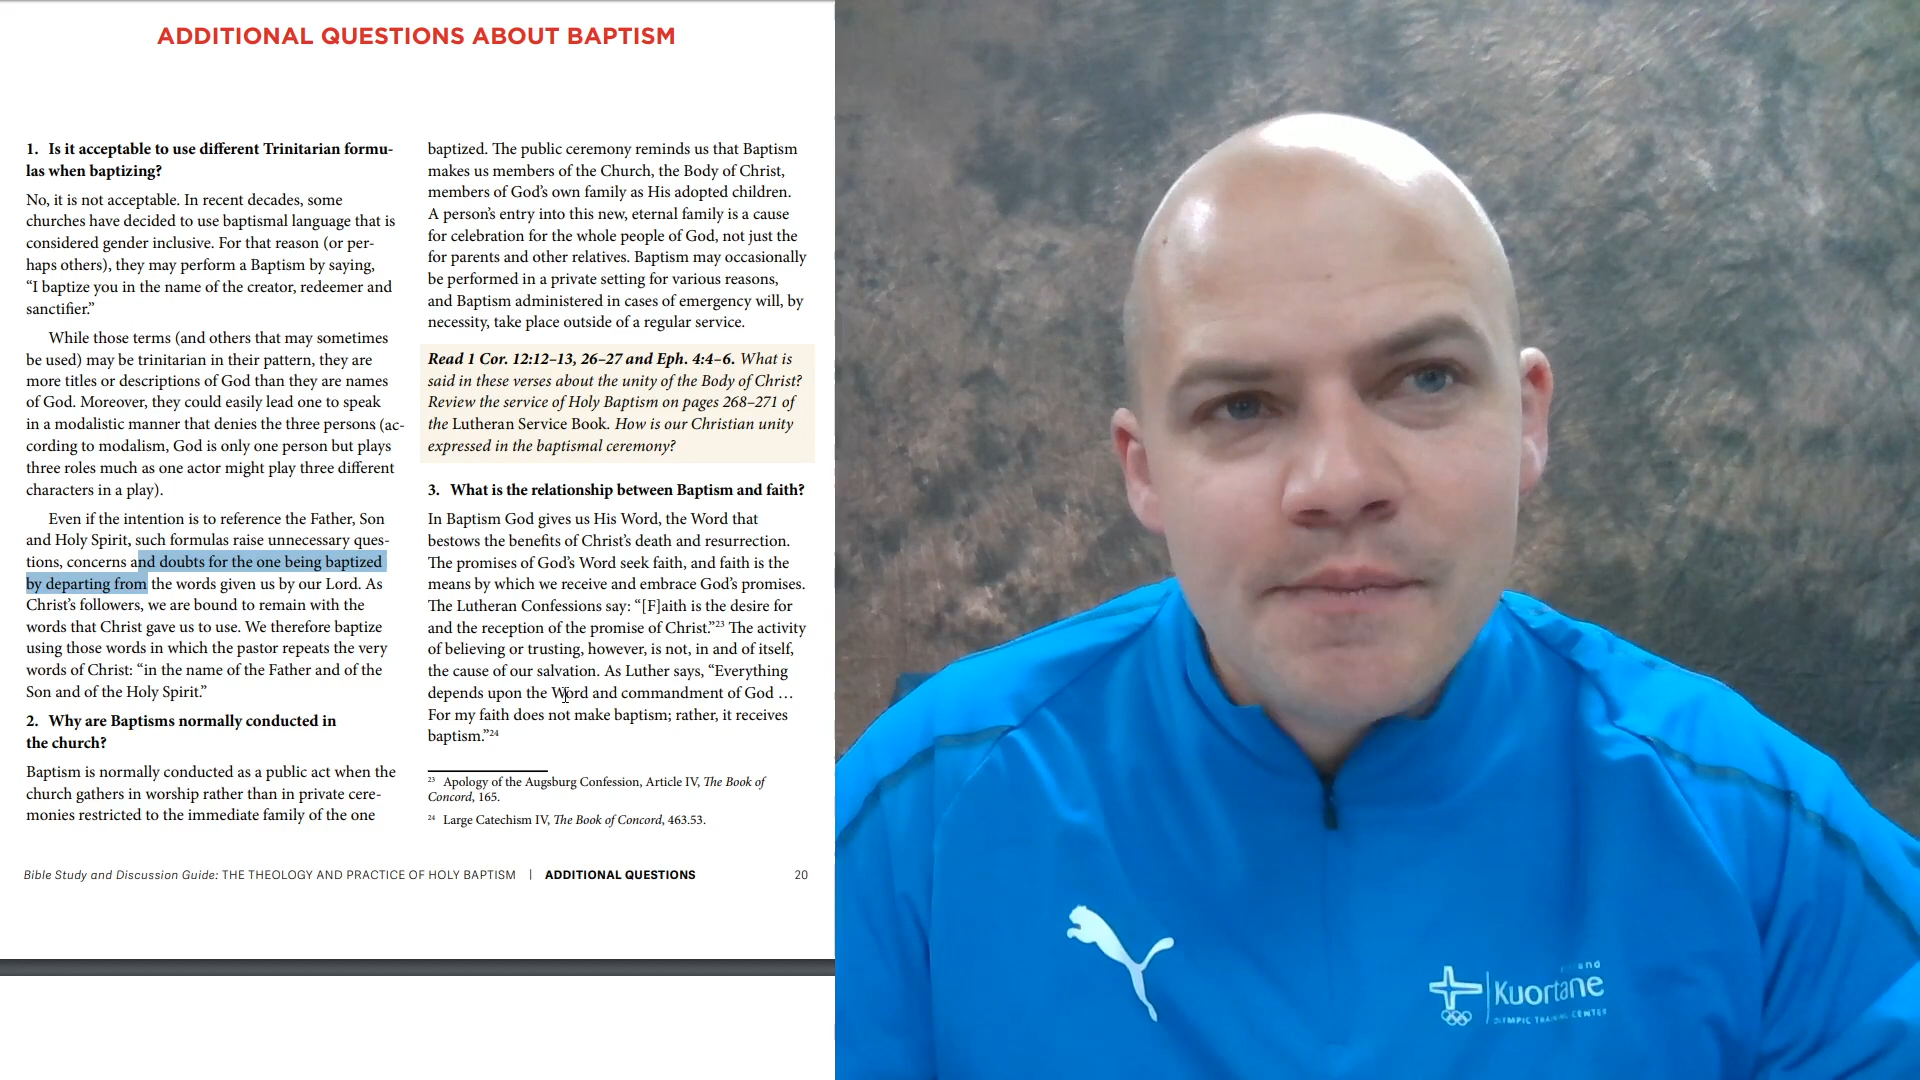 ADDITIONAL QUESTIONS ABOUT BAPTISM
1. Is it acceptable to use different Trinitarian formu-
las when baptizing?
No, it is not acceptable. In recent decades, some
churches have decided to use baptismal language that is
considered gender inclusive. For that reason (or per-
haps others), they may perform a Baptism by saying,
“I baptize you in the name of the creator, redeemer and
sanctifier.”
While those terms (and others that may sometimes
be used) may be trinitarian in their pattern, they are
more titles or descriptions of God than they are names
of God. Moreover, they could easily lead one to speak
in a modalistic manner that denies the three persons (ac-
cording to modalism, God is only one person but plays
three roles much as one actor might play three different
characters in a play).
Even if the intention is to reference the Father, Son
and Holy Spirit, such formulas raise unnecessary ques-
tions, concerns and doubts for the one being baptized
by departing from the words given us by our Lord. As
Christ’s followers, we are bound to remain with the
words that Christ gave us to use. We therefore baptize
using those words in which the pastor repeats the very
words of Christ: “in the name of the Father and of the
Son and of the Holy Spirit.”
2. Why are Baptisms normally conducted in
the church?
Baptism is normally conducted as a public act when the
church gathers in worship rather than in private cere-
monies restricted to the immediate family of the one
baptized. The public ceremony reminds us that Baptism
makes us members of the Church, the Body of Christ,
members of God’s own family as His adopted children.
A person’s entry into this new, eternal family is a cause
for celebration for the whole people of God, not just the
for parents and other relatives. Baptism may occasionally
be performed in a private setting for various reasons,
and Baptism administered in cases of emergency will, by
necessity, take place outside of a regular service.
Read 1 Cor. 12:12–13, 26–27 and Eph. 4:4–6. What is
said in these verses about the unity of the Body of Christ?
Review the service of Holy Baptism on pages 268–271 of
the Lutheran Service Book. How is our Christian unity
expressed in the baptismal ceremony?
3. What is the relationship between Baptism and faith?
In Baptism God gives us His Word, the Word that
bestows the benefits of Christ’s death and resurrection.
The promises of God’s Word seek faith, and faith is the
means by which we receive and embrace God’s promises.
The Lutheran Confessions say: “[F]aith is the desire for
and the reception of the promise of Christ.”23 The activity
of believing or trusting, however, is not, in and of itself,
the cause of our salvation. As Luther says, “Everything
depends upon the Word and commandment of God …
For my faith does not make baptism; rather, it receives
baptism.”24
23 Apology of the Augsburg Confession, Article IV, The Book of
Concord, 165.
24 Large Catechism IV, The Book of Concord, 463.53.
Bible Study and Discussion Guide: THE THEOLOGY AND PRACTICE OF HOLY BAPTISM | ADDITIONAL QUESTIONS 20
Kuortane
OLYMPIC TRAINING CENTER